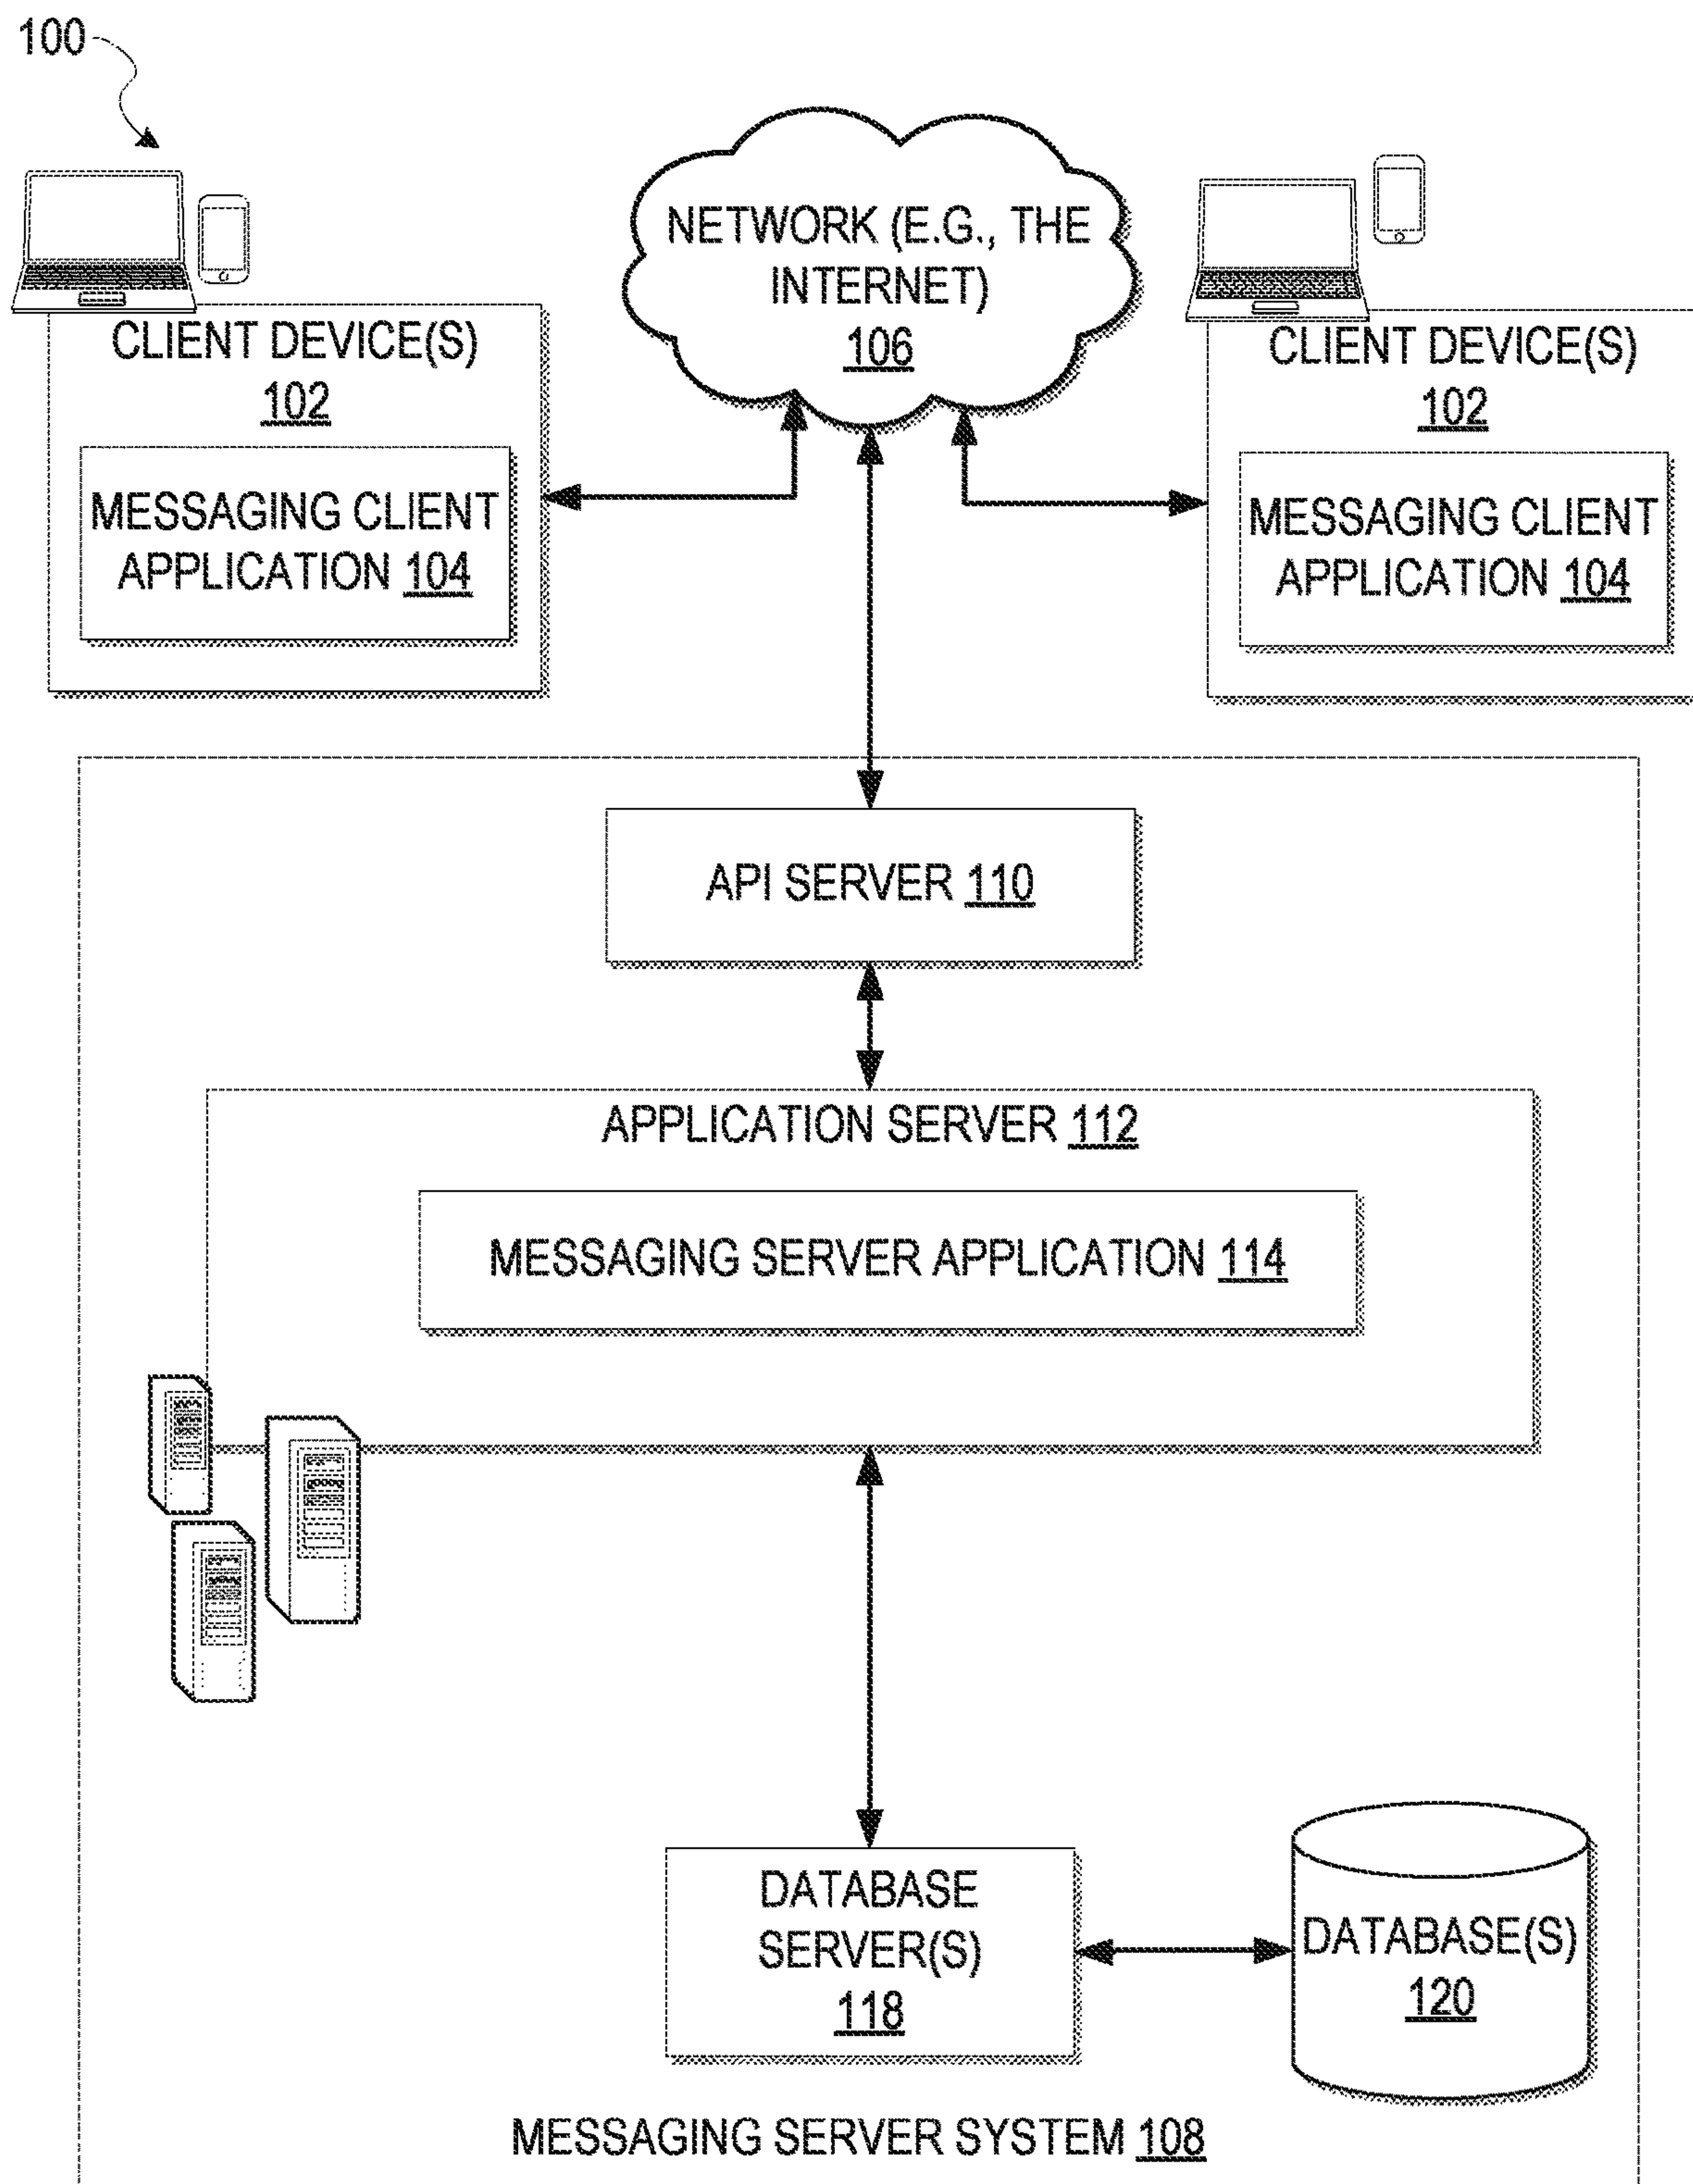 100
NETWORK (E.G., THE
INTERNET)
106
CLIENT DEVICE(S)
102
MESSAGING CLIENT
APPLICATION 104
CLIENT DEVICE(S)
102
MESSAGING CLIENT
APPLICATION 104
API SERVER 110
APPLICATION SERVER 112
MESSAGING SERVER APPLICATION 114
DATABASE
SERVER(S)
118
DATABASE(S)
120
MESSAGING SERVER SYSTEM 108